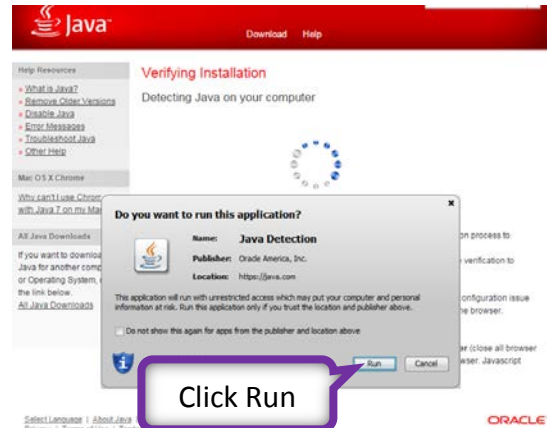 Java™
Download Help
Help Resources
» What is Java?
» Remove Older Versions
» Disable Java
» Error Messages
» Troubleshoot Java
» Other Help
Mac OS X Chrome
Why can't I use Chrome
with Java 7 on my Mac
All Java Downloads
If you want to download
Java for another comp
or Operating System,
the link below.
All Java Downloads
Verifying Installation
Detecting Java on your computer
on process to
verification to
onfiguration issue
he browser.
er (close all browser
wser. Javascript
Do you want to run this application?
Name: Java Detection
Publisher: Oracle America, Inc.
Location: https://java.com
This application will run with unrestricted access which may put your computer and personal
information at risk. Run this application only if you trust the location and publisher above.
Do not show this again for apps from the publisher and location above
Run Cancel
Click Run
Select Language | About Java
ORACLE